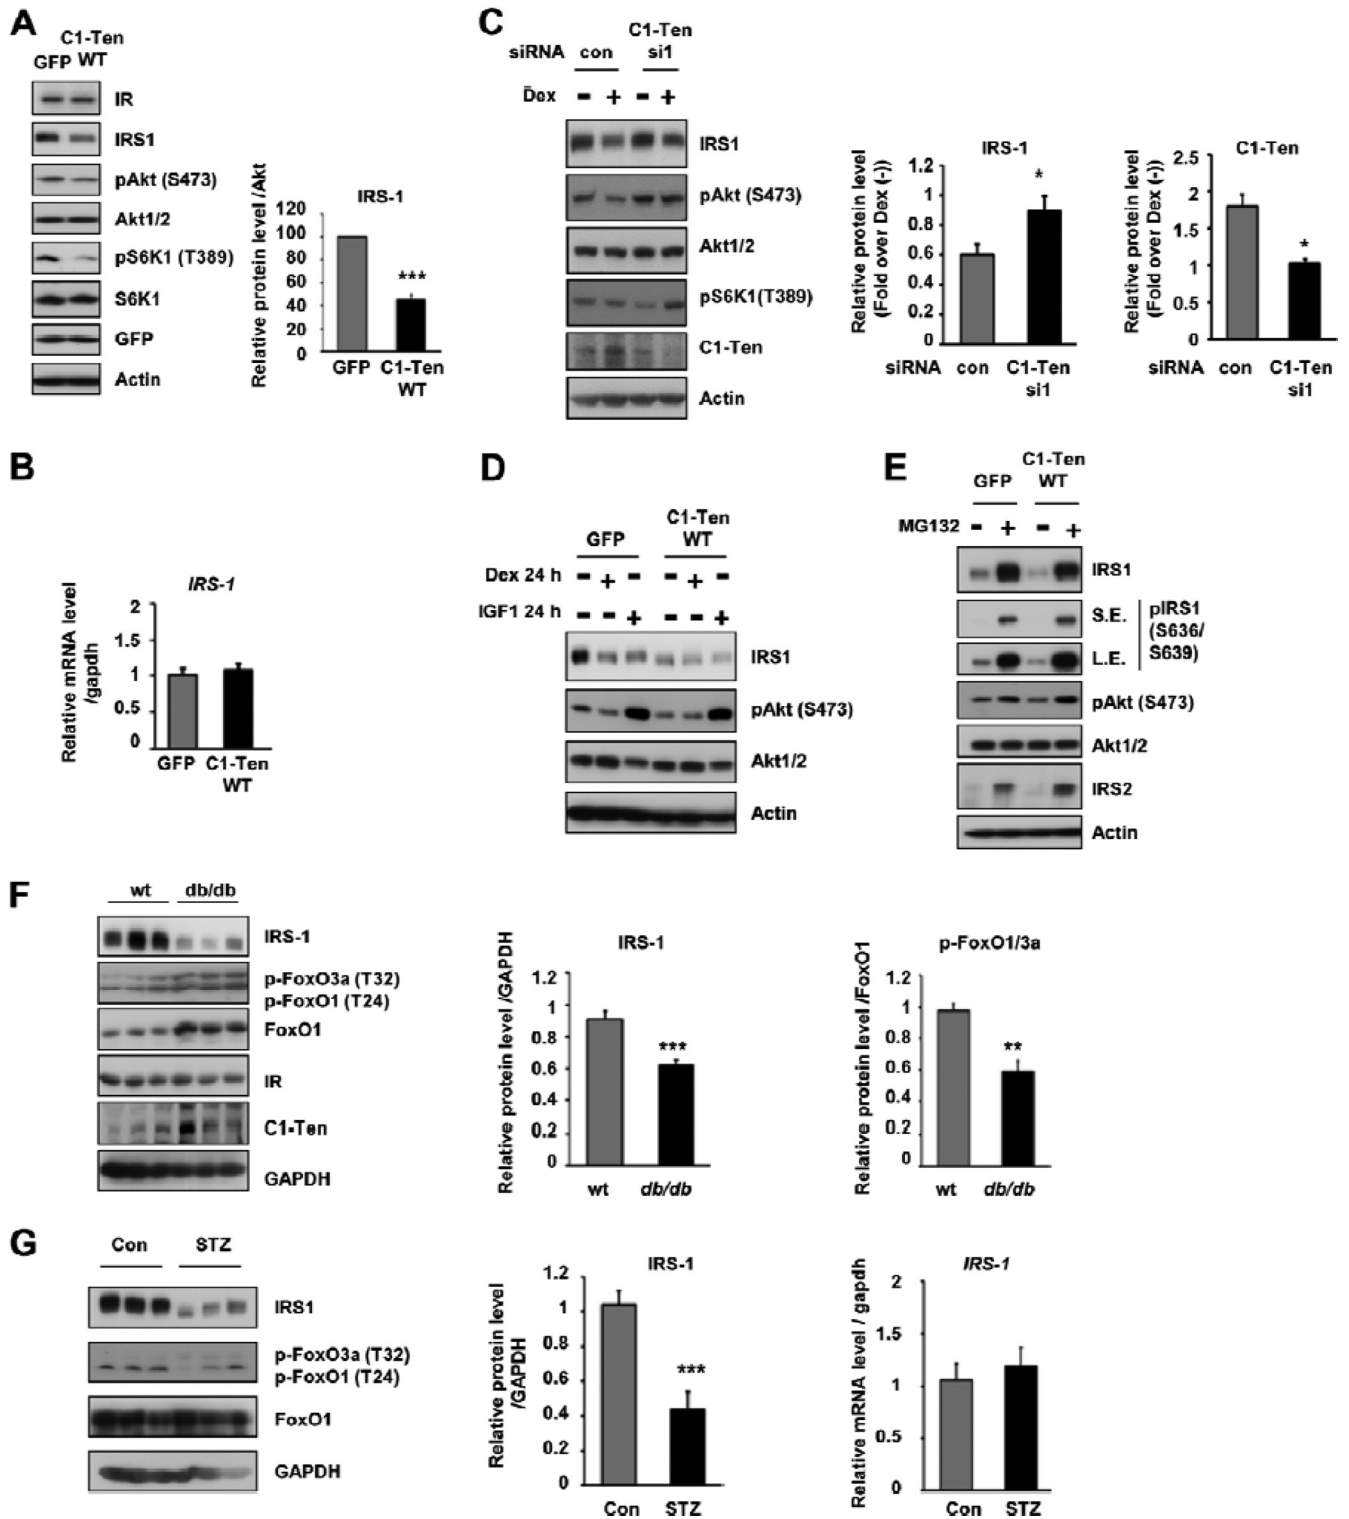 A
C1-Ten
GFP WT
IR
IRS1
pAkt (S473)
Akt1/2
pS6K1 (T389)
S6K1
GFP
Actin
Relative protein level /Akt
IRS-1
120
100
80
60
40
20
0
***
GFP C1-Ten
WT
C
C1-Ten
siRNA con si1
Dex - + - +
IRS1
pAkt (S473)
Akt1/2
pS6K1(T389)
C1-Ten
Actin
Relative protein level
(Fold over Dex (-))
IRS-1
1.2
1
0.8
0.6
0.4
0.2
0
*
siRNA con C1-Ten
si1
Relative protein level
(Fold over Dex (-))
C1-Ten
2.5
2
1.5
1
0.5
0
*
siRNA con C1-Ten
si1
B
Relative mRNA level
/gapdh
IRS-1
2
1.5
1
0.5
0
GFP C1-Ten
WT
D
C1-Ten
GFP WT
Dex 24 h - + - - + -
IGF1 24 h - - + - - +
IRS1
pAkt (S473)
Akt1/2
Actin
E
C1-Ten
GFP WT
MG132 - + - +
IRS1
S.E.
L.E.
pIRS1
(S636/
S639)
pAkt (S473)
Akt1/2
IRS2
Actin
F
wt db/db
IRS-1
p-FoxO3a (T32)
p-FoxO1 (T24)
FoxO1
IR
C1-Ten
GAPDH
Relative protein level /GAPDH
IRS-1
1.2
1
0.8
0.6
0.4
0.2
0
***
wt db/db
Relative protein level /FoxO1
p-FoxO1/3a
1.2
1
0.8
0.6
0.4
0.2
0
**
wt db/db
G
Con STZ
IRS1
p-FoxO3a (T32)
p-FoxO1 (T24)
FoxO1
GAPDH
Relative protein level
/GAPDH
IRS-1
1.2
1
0.8
0.6
0.4
0.2
0
***
Con STZ
Relative mRNA level / gapdh
IRS-1
2
1.5
1
0.5
0
Con STZ